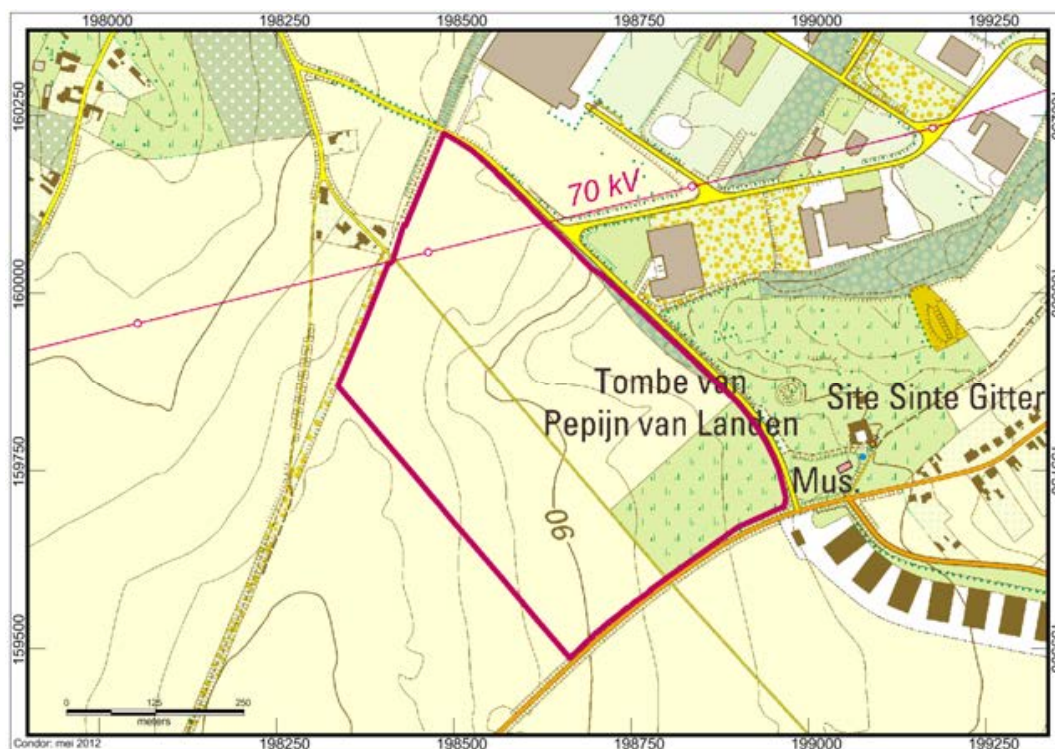 198000 198250 198500 198750 199000 199250
160250
160000
159750
159500
70 kV
Tombe van
Pepijn van Landen
Site Sinte Gitter
Mus.
90
0 125 250
meters
Condor: mei 2012
198250 198500 198750 199000 199250